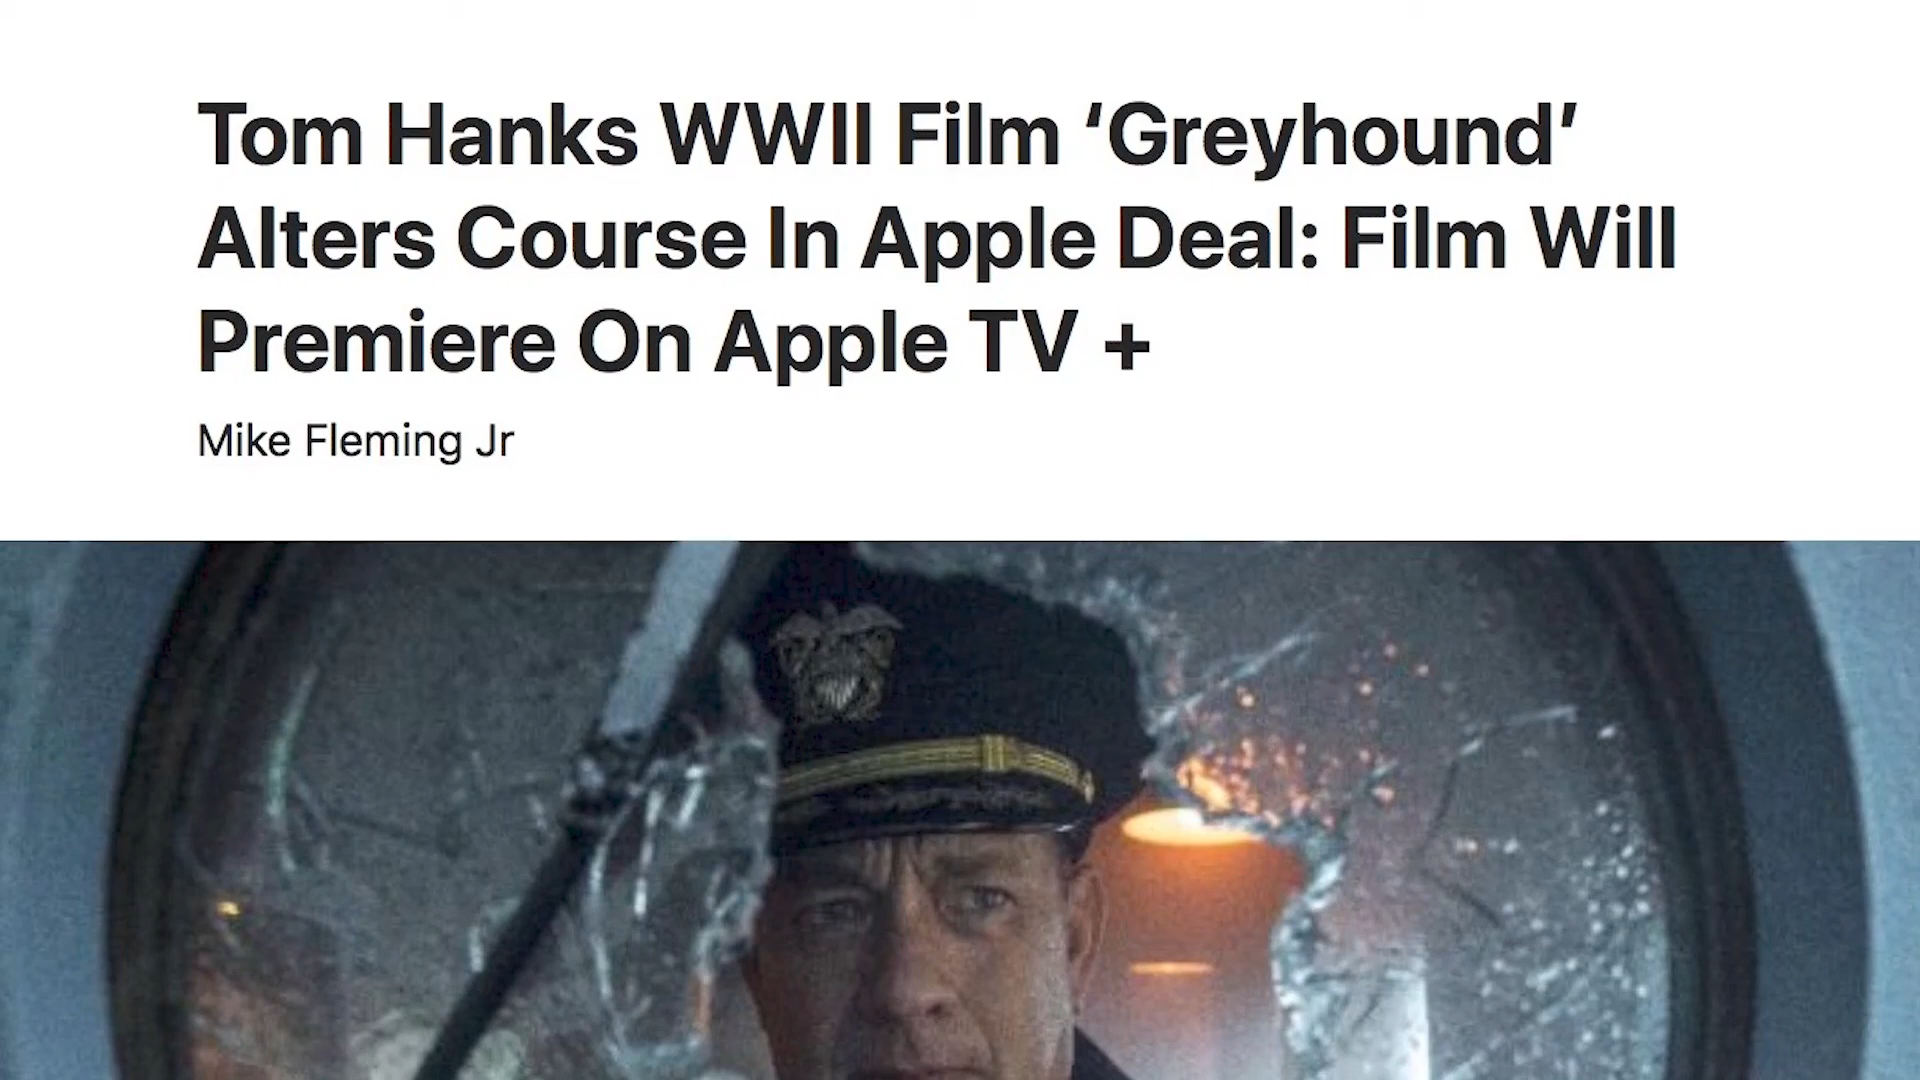 Tom Hanks WWII Film ‘Greyhound’
Alters Course In Apple Deal: Film Will
Premiere On Apple TV +
Mike Fleming Jr